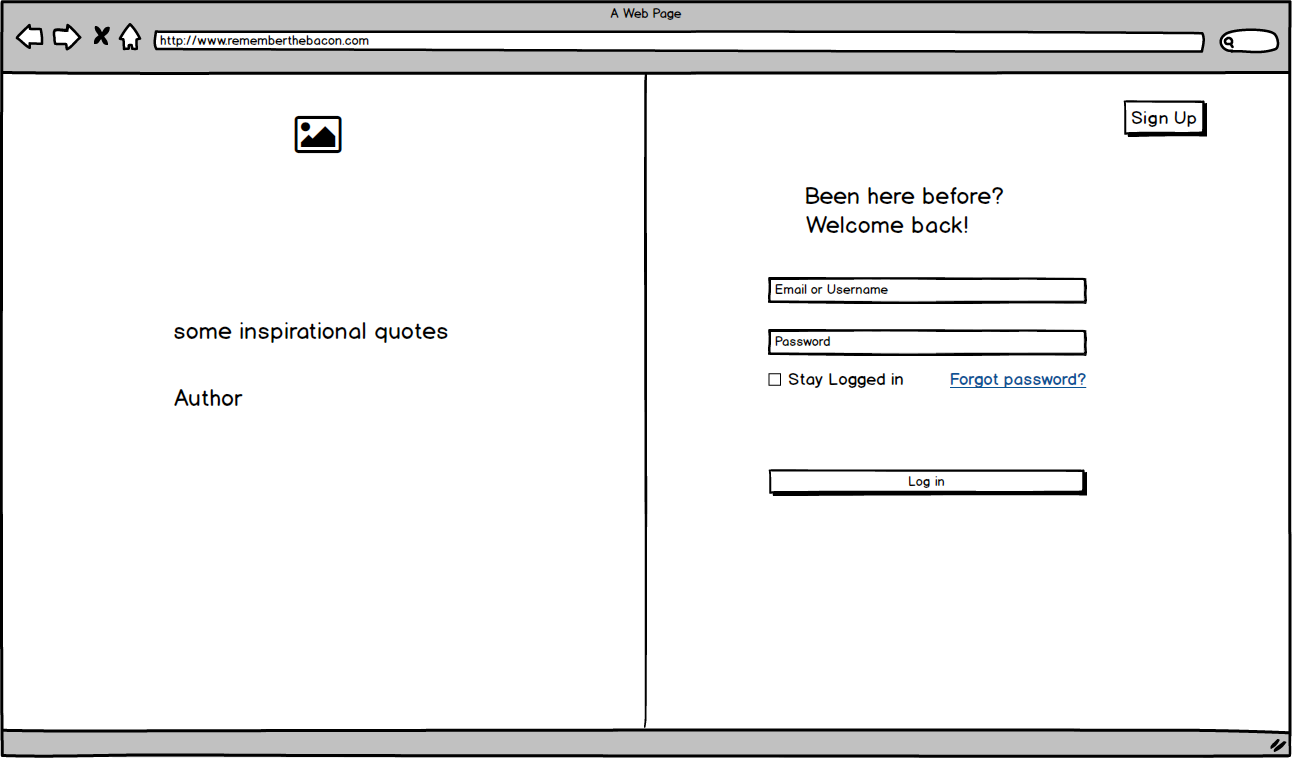 A Web Page
http://www.rememberthebacon.com
some inspirational quotes
Author
Sign Up
Been here before?
Welcome back!
Email or Username
Password
Stay Logged in
Forgot password?
Log in